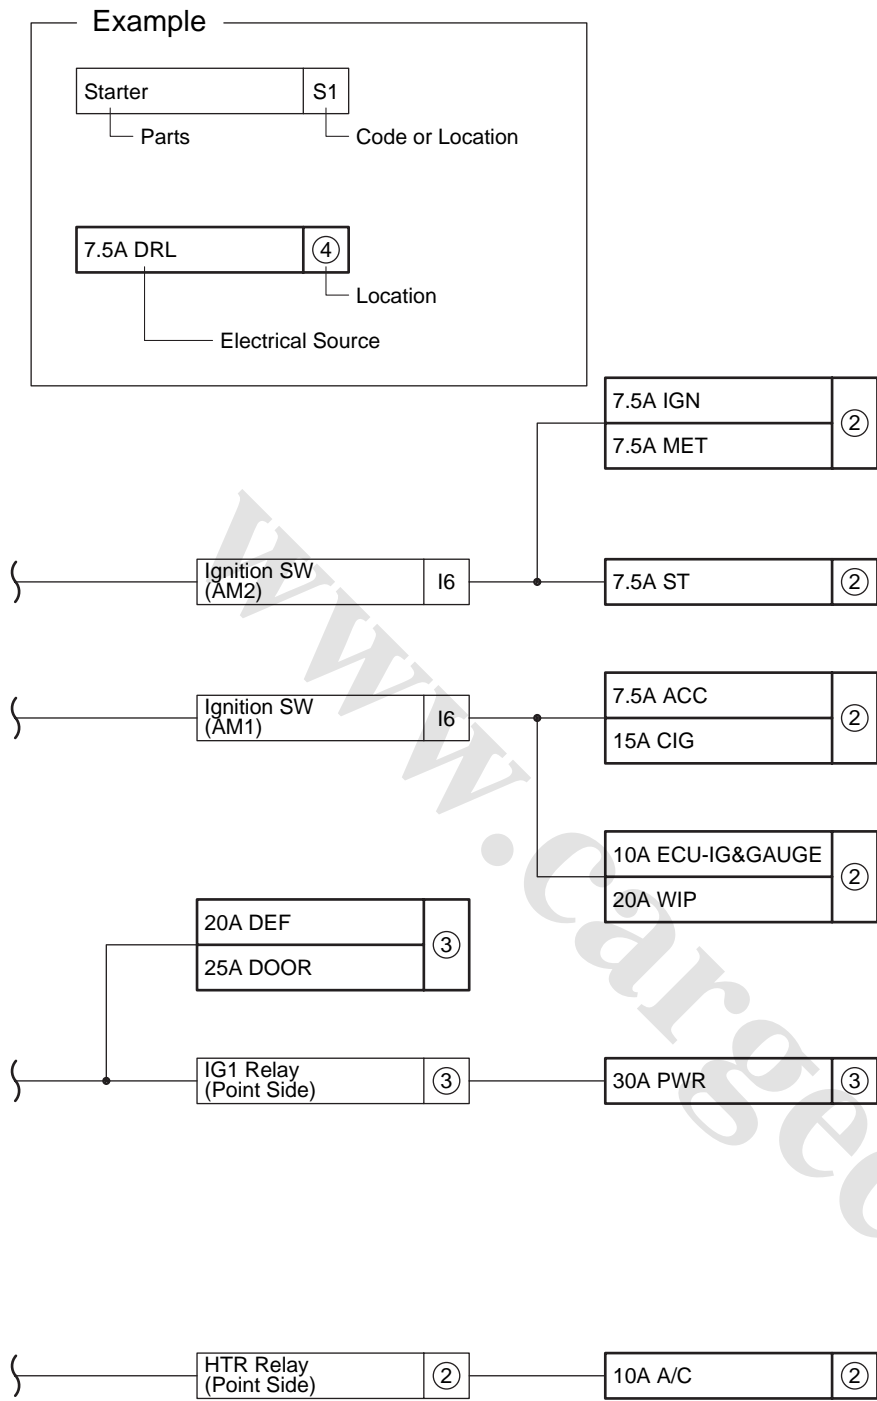 Example
Starter S1
Parts
Code or Location
7.5A DRL ④
Location
Electrical Source
7.5A IGN ②
7.5A MET
Ignition SW
(AM2) I6
7.5A ST ②
Ignition SW
(AM1) I6
7.5A ACC ②
15A CIG
10A ECU-IG&GAUGE ②
20A WIP
20A DEF ③
25A DOOR
IG1 Relay
(Point Side) ③
30A PWR ③
HTR Relay
(Point Side) ②
10A A/C ②